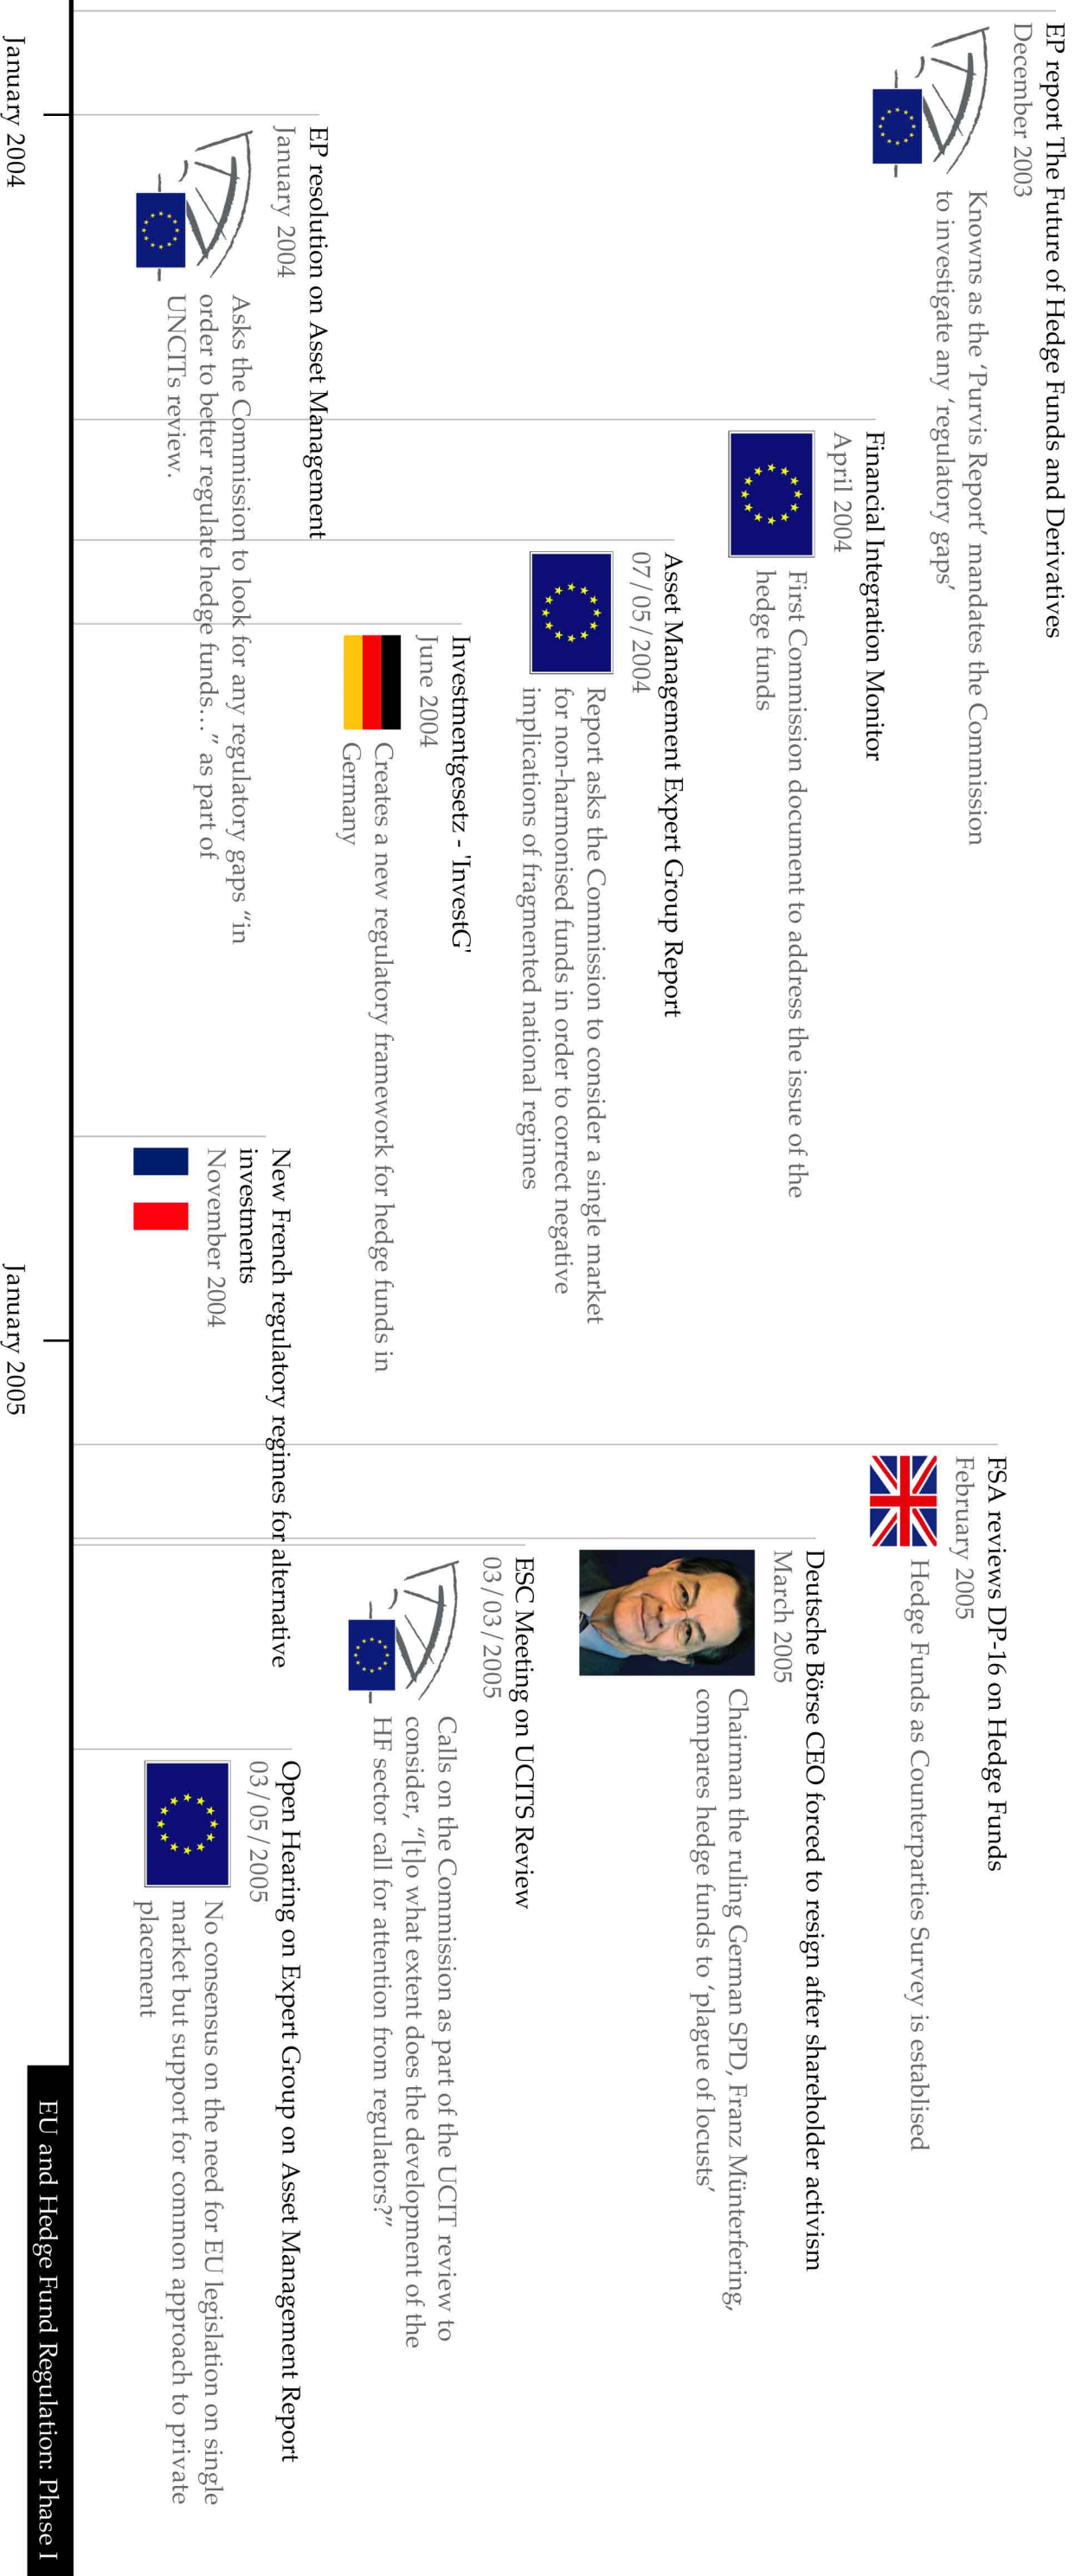 EP report The Future of Hedge Funds and Derivatives
December 2003
Knowns as the ‘Purvis Report’ mandates the Commission
to investigate any ‘regulatory gaps’
Financial Integration Monitor
April 2004
First Commission document to address the issue of the
hedge funds
Asset Management Expert Group Report
07/05/2004
Report asks the Commission to consider a single market
for non-harmonised funds in order to correct negative
implications of fragmented national regimes
Investmentgesetz - 'InvestG'
June 2004
Creates a new regulatory framework for hedge funds in
Germany
EP resolution on Asset Management
January 2004
Asks the Commission to look for any regulatory gaps “in
order to better regulate hedge funds…” as part of
UNCITs review.
New French regulatory regimes for alternative
investments
November 2004
FSA reviews DP-16 on Hedge Funds
February 2005
Hedge Funds as Counterparties Survey is establised
Deutsche Börse CEO forced to resign after shareholder activism
March 2005
Chairman the ruling German SPD, Franz Münterfering,
compares hedge funds to ‘plague of locusts’
ESC Meeting on UCITS Review
03/03/2005
Calls on the Commission as part of the UCIT review to
consider, “[t]o what extent does the development of the
HF sector call for attention from regulators?”
Open Hearing on Expert Group on Asset Management Report
03/05/2005
No consensus on the need for EU legislation on single
market but support for common approach to private
placement
January 2004
January 2005
EU and Hedge Fund Regulation: Phase I